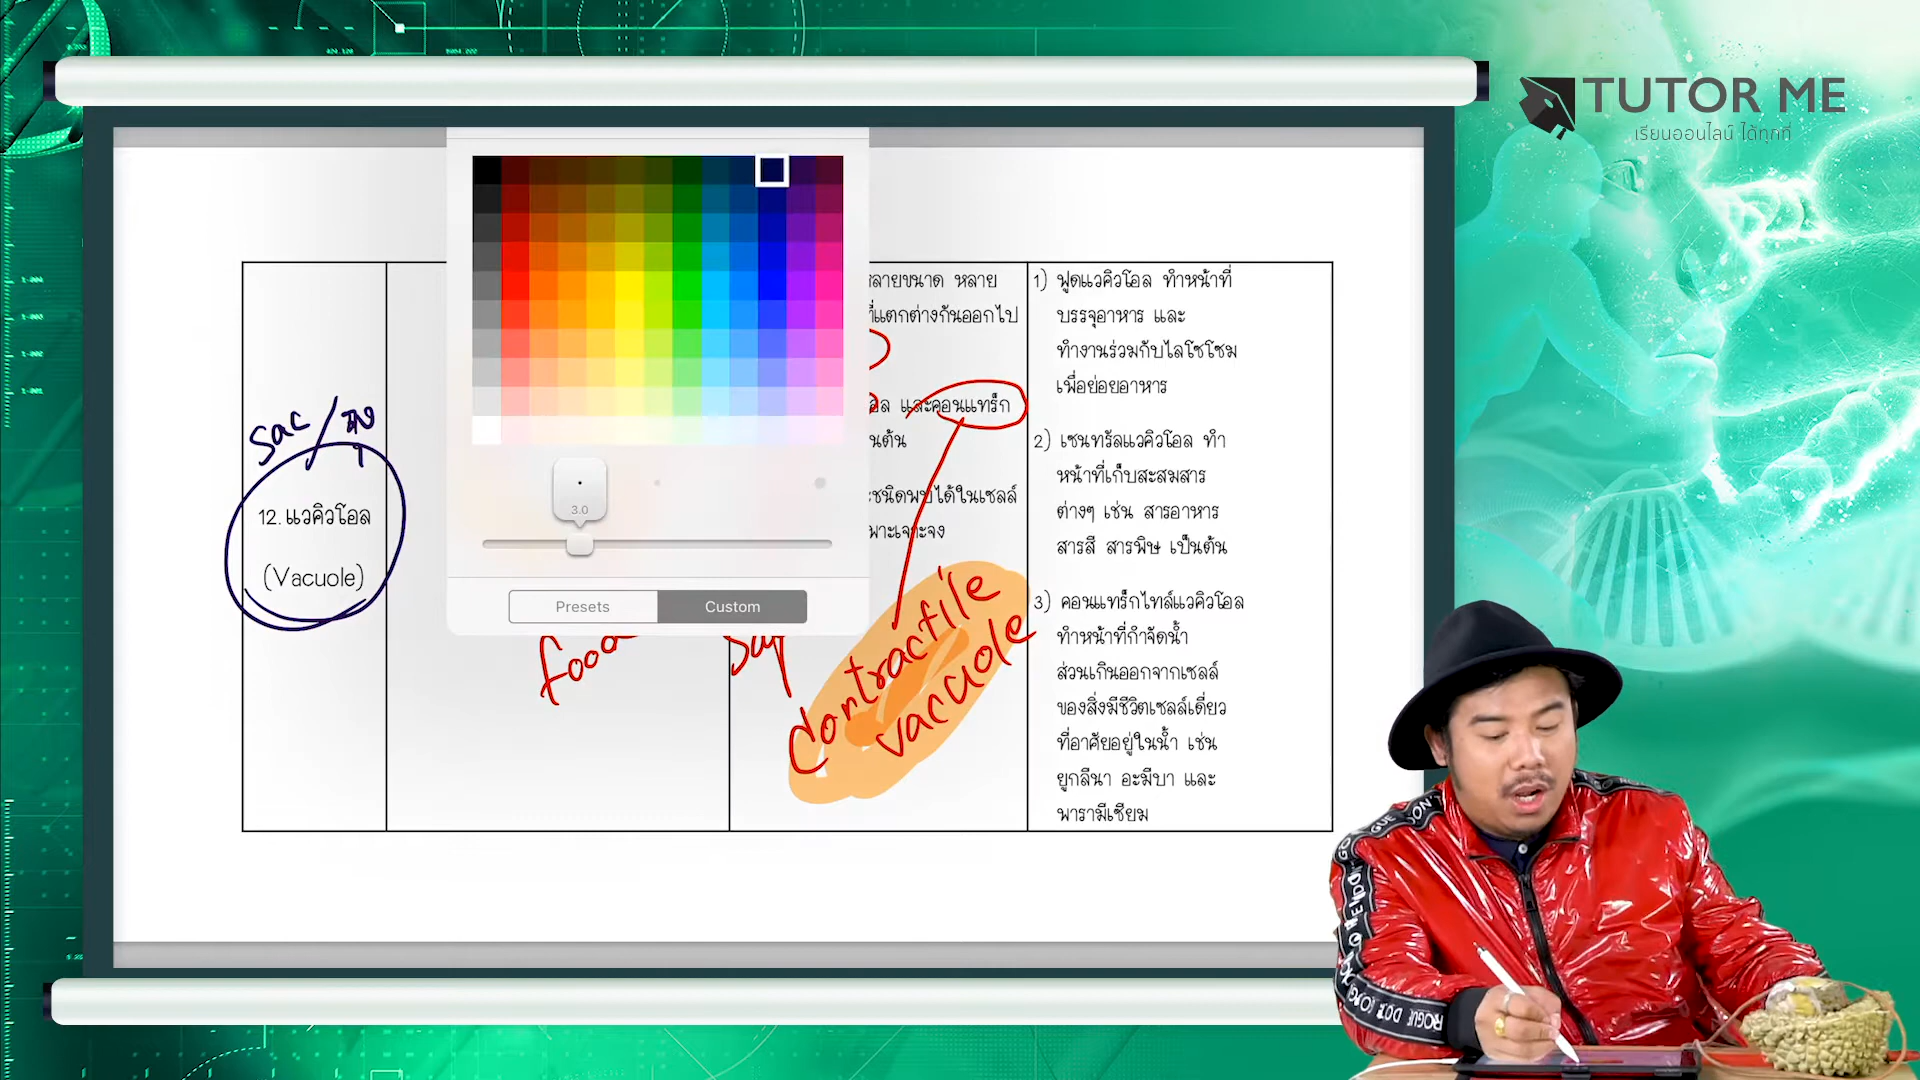 TUTOR ME
เรียนออนไลน์ ได้ทุกที่
sac / ถุง
12. แวคิวโอล
(Vacuole)
หลายขนาด หลาย
ที่แตกต่างกันออกไป
และคอนแทร็ก
ชนิดพบได้ในเซลล์
3.0
Presets
Custom
food
sap
contractile
vacuole
1) ฟูดแวคิวโอล ทำหน้าที่
บรรจุอาหาร และ
ทำงานร่วมกับไลโซโซม
เพื่อย่อยอาหาร
2) เซนทรัลแวคิวโอล ทำ
หน้าที่เก็บสะสมสาร
ต่างๆ เช่น สารอาหาร
สารสี สารพิษ เป็นต้น
3) คอนแทร็กไทล์แวคิวโอล
ทำหน้าที่กำจัดน้ำ
ส่วนเกินออกจากเซลล์
ของสิ่งมีชีวิตเซลล์เดี่ยว
ที่อาศัยอยู่ในน้ำ เช่น
ยูกลีนา อะมีบา และ
พารามีเซียม